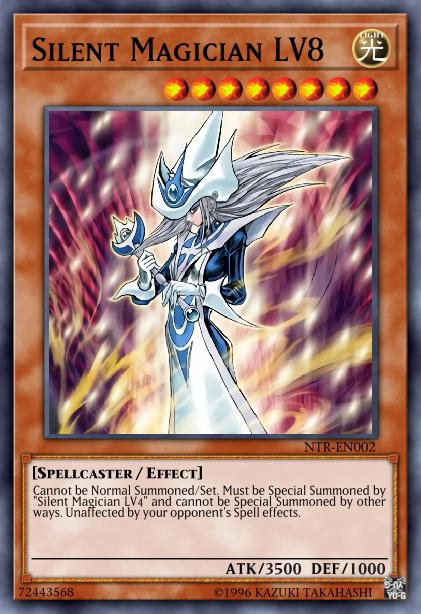 Silent Magician LV8
LIGHT
光
NTR-EN002
[Spellcaster / Effect]
Cannot be Normal Summoned/Set. Must be Special Summoned by
"Silent Magician LV4" and cannot be Special Summoned by other
ways. Unaffected by your opponent's Spell effects.
ATK/3500 DEF/1000
72443568
©1996 KAZUKI TAKAHASHI